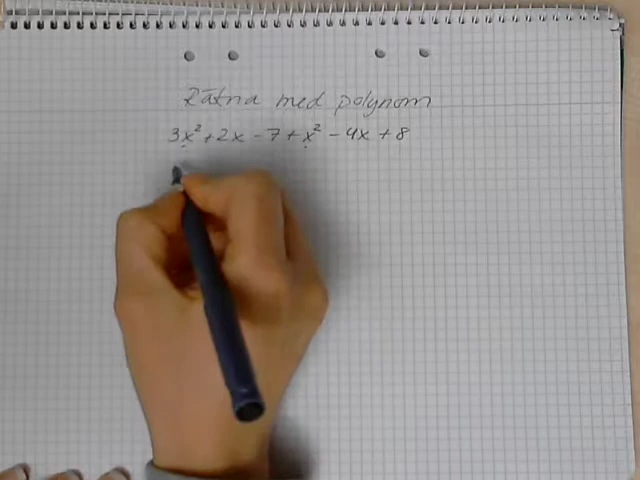 Räkna med polynom
3x² + 2x - 7 + x² - 4x + 8